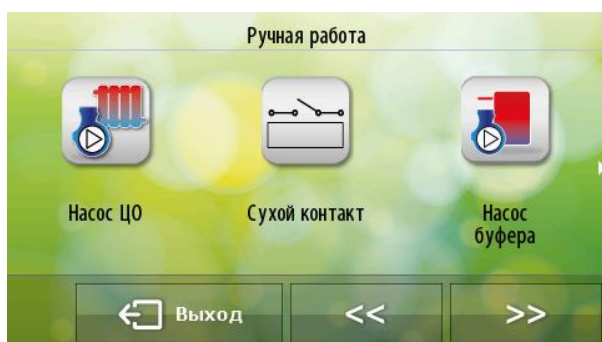 Ручная работа
Насос ЦО
Сухой контакт
Насос
буфера
Выход
<<
>>